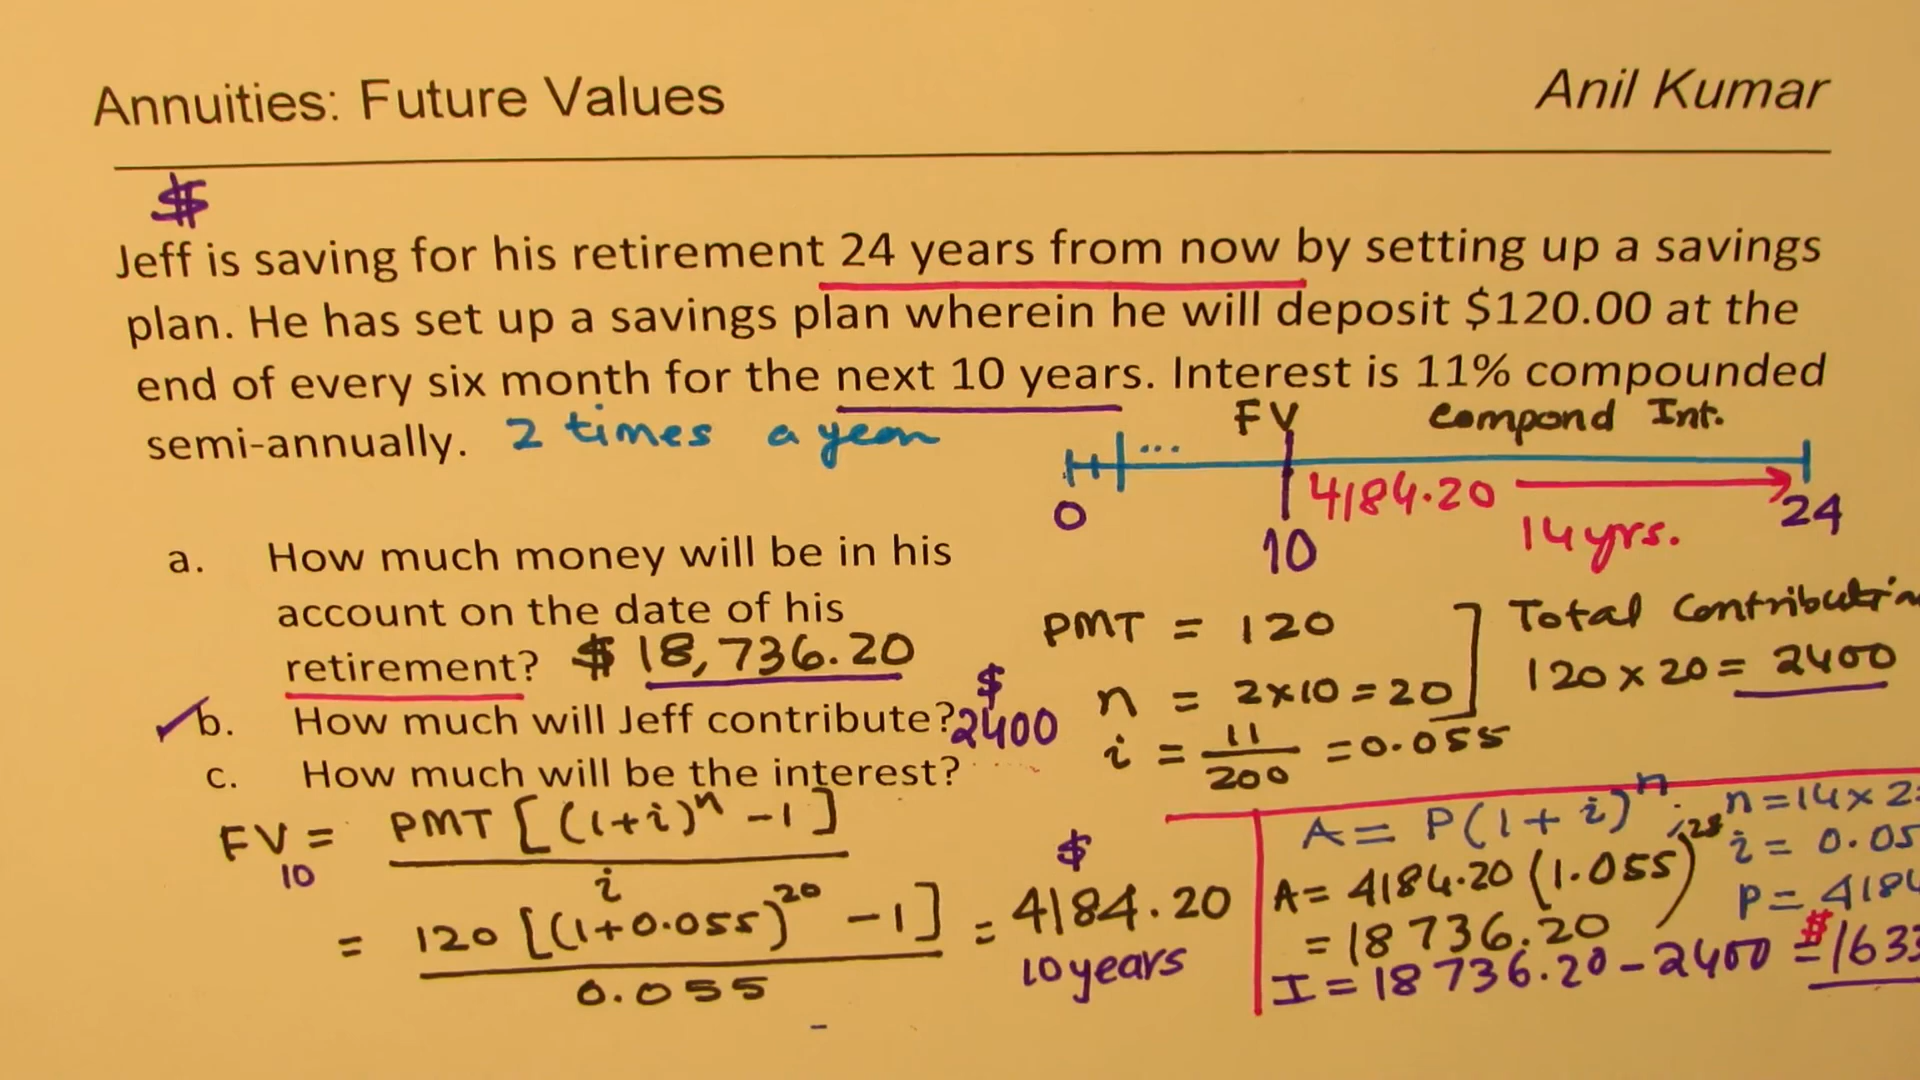 Annuities: Future Values
Anil Kumar
$
Jeff is saving for his retirement 24 years from now by setting up a savings
plan. He has set up a savings plan wherein he will deposit $120.00 at the
end of every six month for the next 10 years. Interest is 11% compounded
semi-annually. 2 times a year
FV Compond Int.
...
4184.20
0 10 14 yrs. 24
a. How much money will be in his
account on the date of his
retirement? $ 18,736.20
b. How much will Jeff contribute? $ 2400
c. How much will be the interest?
PMT = 120
n = 2x10 = 20
i = 11/200 = 0.055
Total Contributi
120 x 20 = 2400
FV10 = PMT [(1+i)^n -1] / i
= 120 [(1+0.055)^20 -1] / 0.055 = $ 4184.20
10 years
A = P(1+i)^n.
A = 4184.20 (1.055)^28
= 18736.20
I = 18736.20 - 2400 = $1633
n = 14 x 2 =
i = 0.05
P = 4184